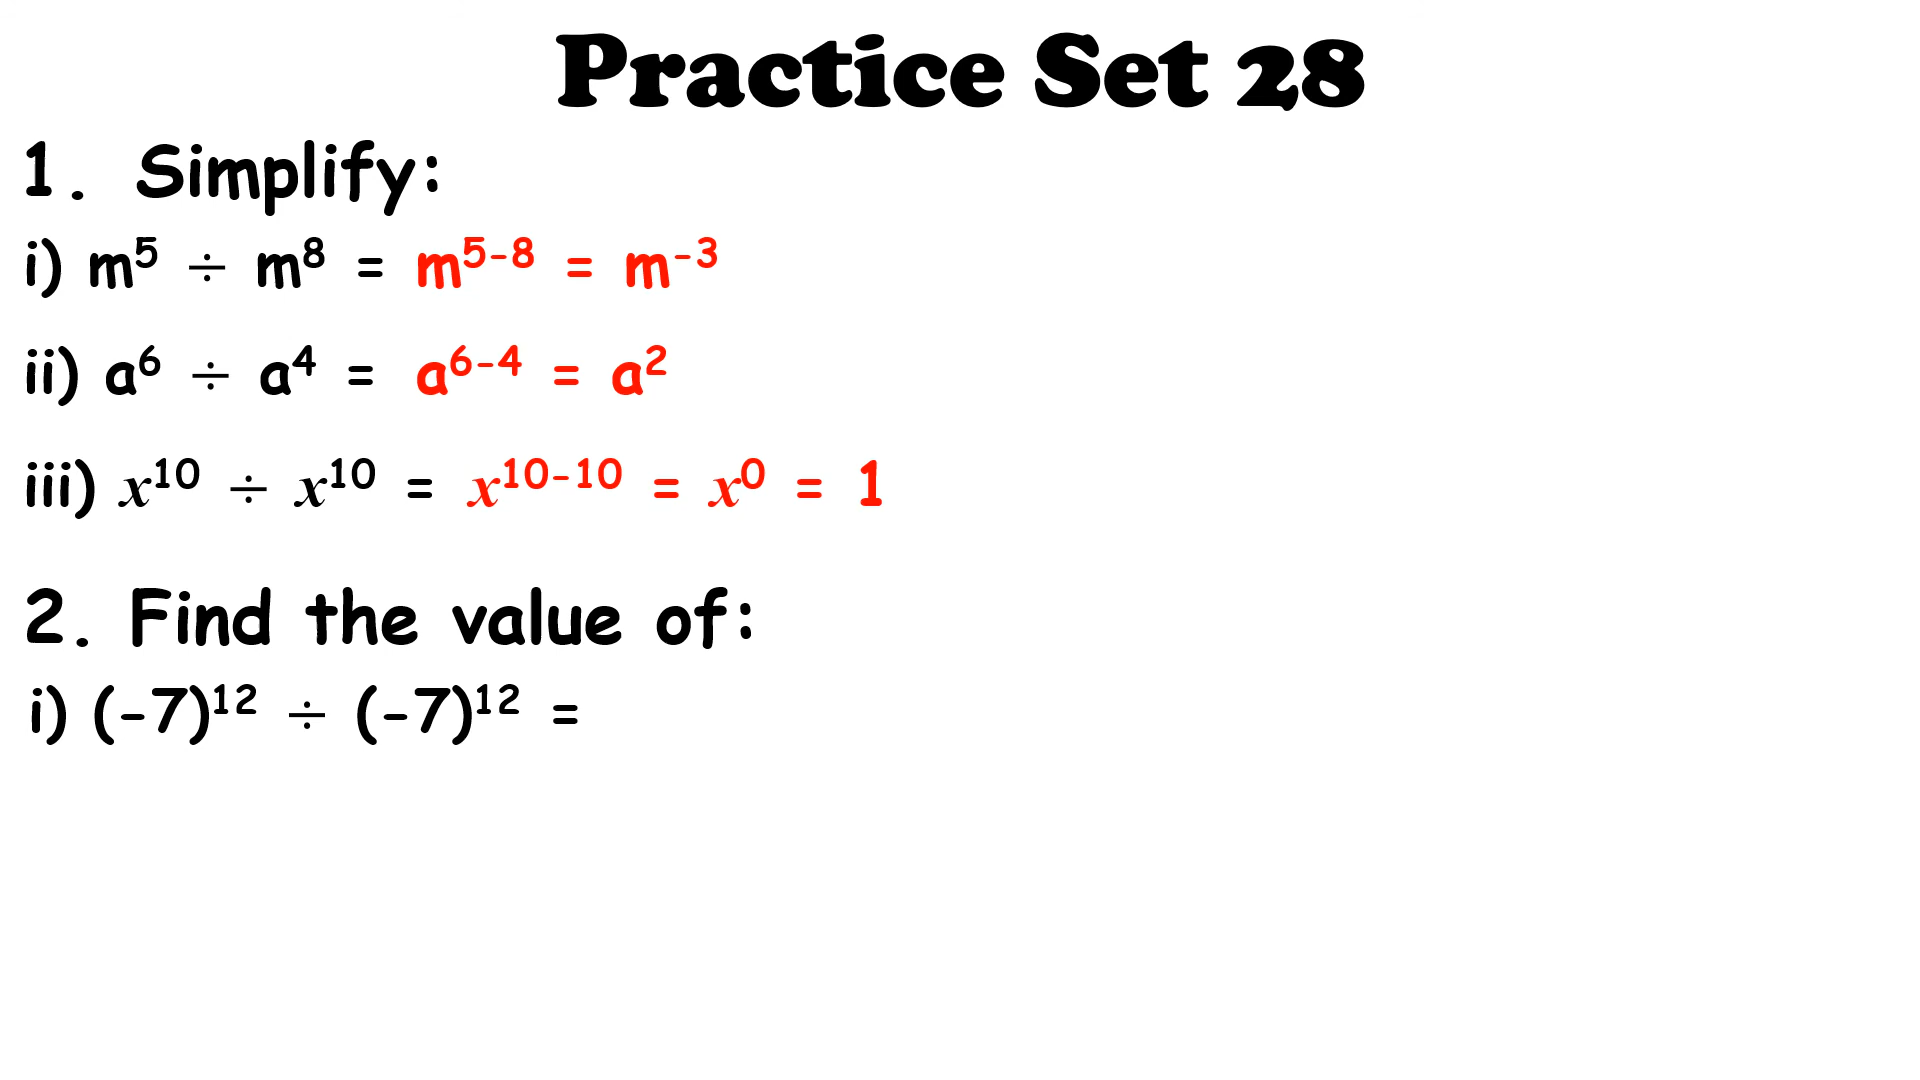 Practice Set 28
1. Simplify:
i) m⁵ ÷ m⁸ = m⁵⁻⁸ = m⁻³
ii) a⁶ ÷ a⁴ = a⁶⁻⁴ = a²
iii) x¹⁰ ÷ x¹⁰ = x¹⁰⁻¹⁰ = x⁰ = 1
2. Find the value of:
i) (-7)¹² ÷ (-7)¹² =